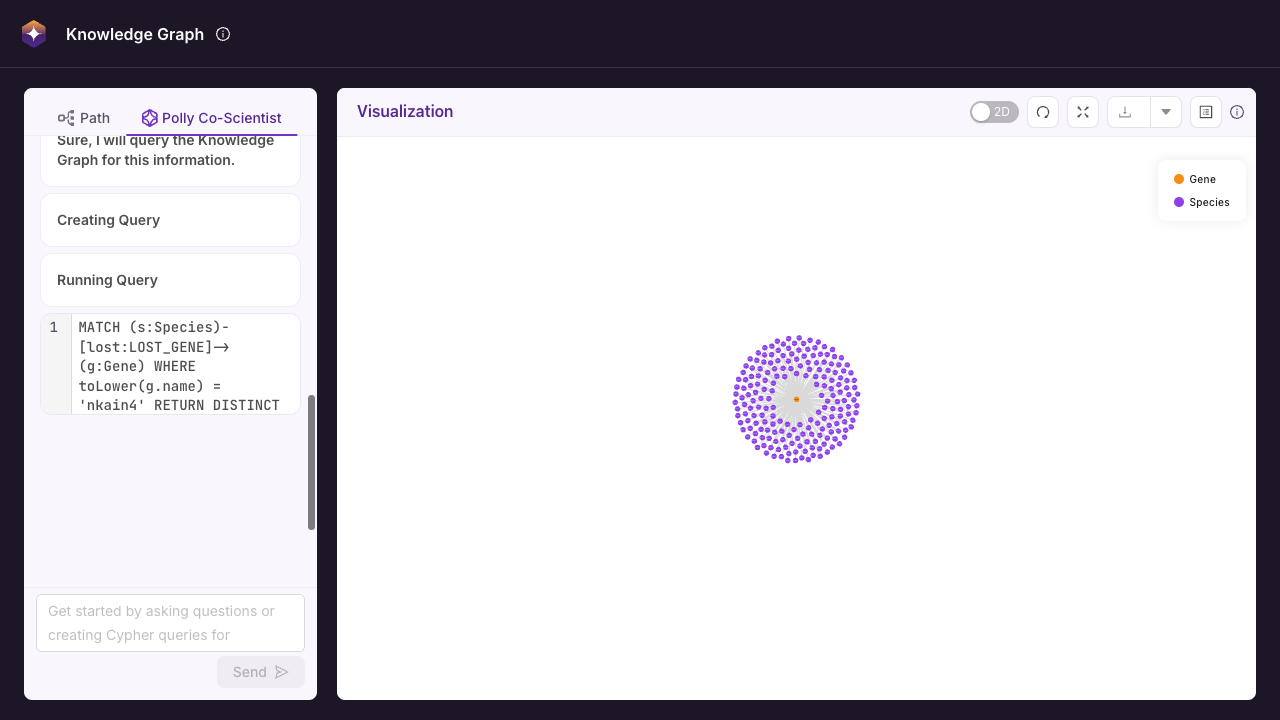 Knowledge Graph
Path
Polly Co-Scientist
Sure, I will query the Knowledge
Graph for this information.
Creating Query
Running Query
1
MATCH (s:Species)-
[lost:LOST_GENE]->
(g:Gene) WHERE
toLower(g.name) =
'nkain4' RETURN DISTINCT
Get started by asking questions or
creating Cypher queries for
Send
Visualization
2D
Gene
Species